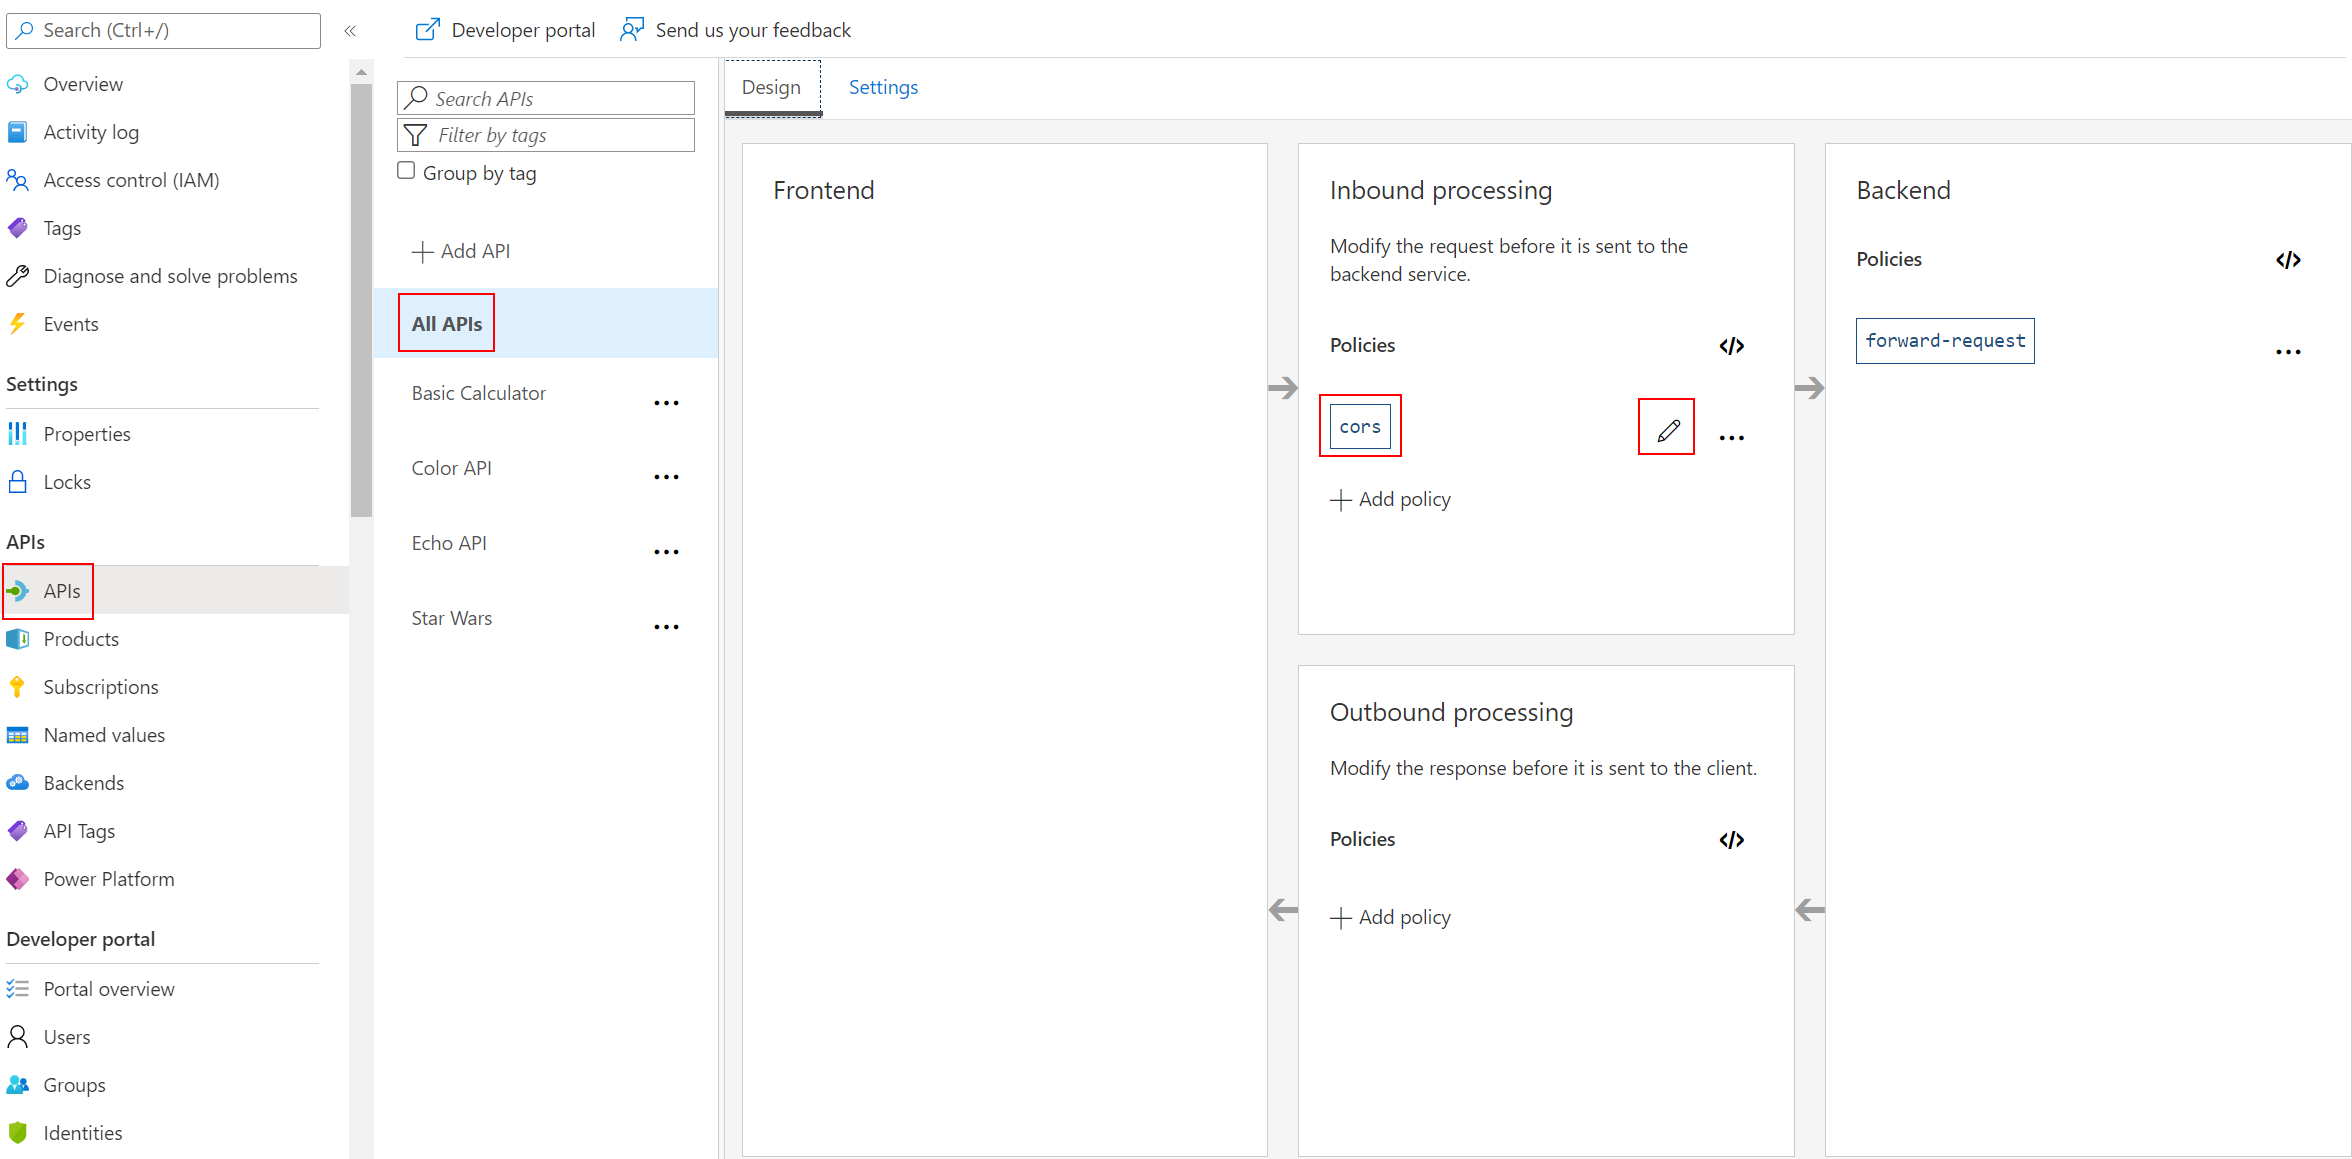 Search (Ctrl+/)
«
Developer portal
Send us your feedback
Overview
Activity log
Access control (IAM)
Tags
Diagnose and solve problems
Events
Settings
Properties
Locks
APIs
APIs
Products
Subscriptions
Named values
Backends
API Tags
Power Platform
Developer portal
Portal overview
Users
Groups
Identities
Search APIs
Filter by tags
Group by tag
Add API
All APIs
Basic Calculator
...
Color API
...
Echo API
...
Star Wars
...
Design
Settings
Frontend
Inbound processing
Modify the request before it is sent to the
backend service.
Policies
</>
cors
...
Add policy
Outbound processing
Modify the response before it is sent to the client.
Policies
</>
Add policy
Backend
Policies
</>
forward-request
...